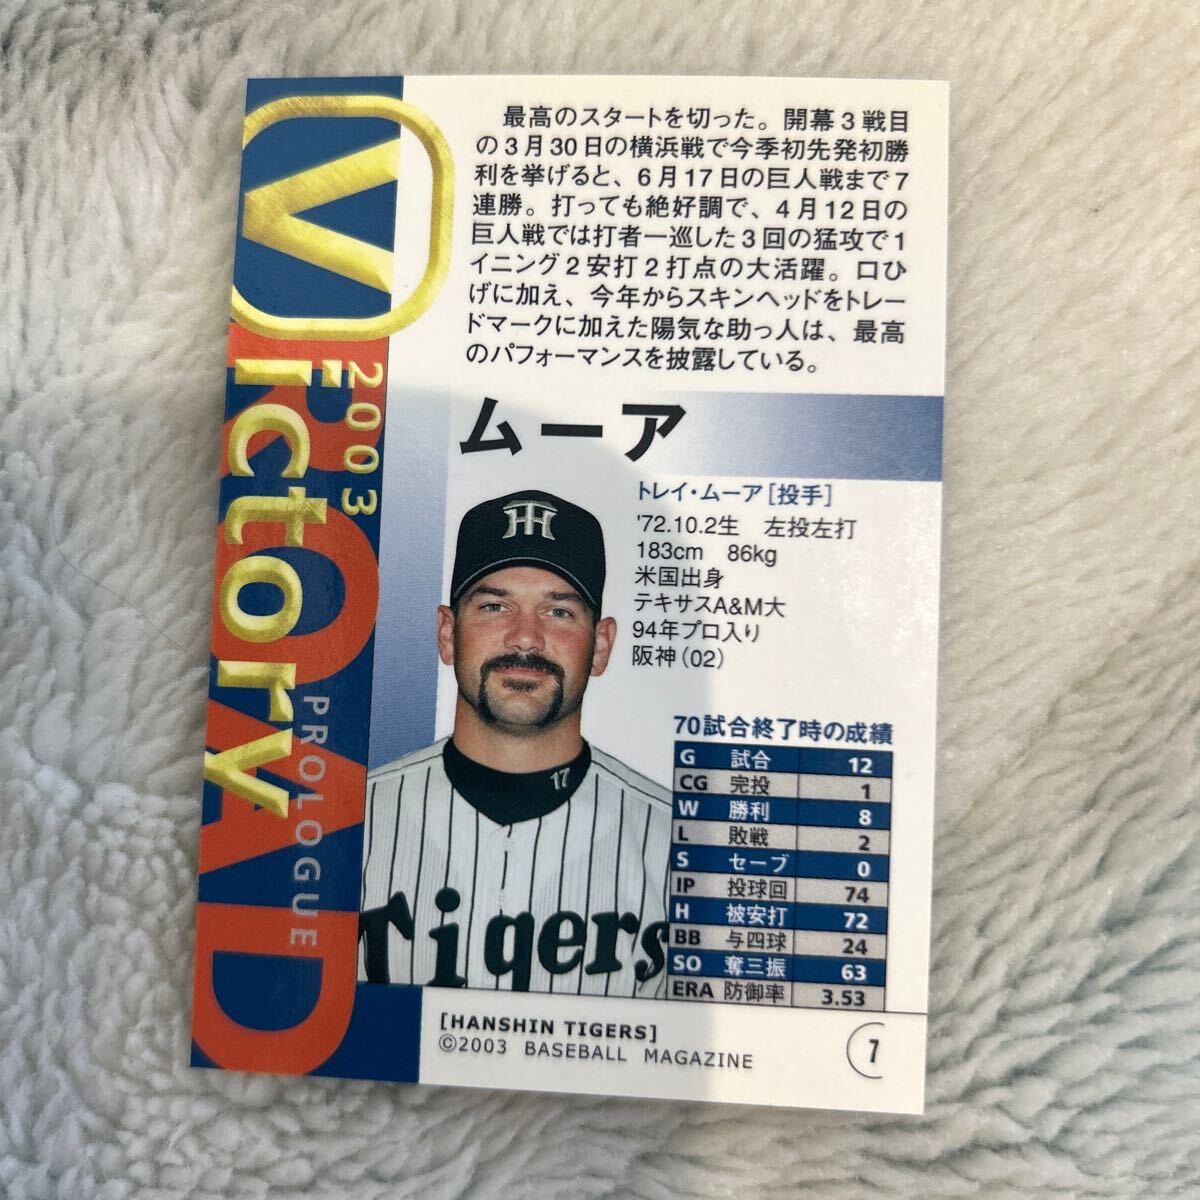 最高のスタートを切った。開幕3戦目
の3月30日の横浜戦で今季初先発初勝
利を挙げると、6月17日の巨人戦まで7
連勝。打っても絶好調で、4月12日の
巨人戦では打者一巡した3回の猛攻で1
イニング2安打2打点の大活躍。口ひ
げに加え、今年からスキンヘッドをトレー
ドマークに加えた陽気な助っ人は、最高
のパフォーマンスを披露している。
Victory
ROAD
2003
PROLOGUE
ムーア
トレイ・ムーア[投手]
'72.10.2生 左投左打
183cm 86kg
米国出身
テキサスA&M大
94年プロ入り
阪神(02)
TH
17
Tigers
70試合終了時の成績
G 試合 12
CG 完投 1
W 勝利 8
L 敗戦 2
S セーブ 0
IP 投球回 74
H 被安打 72
BB 与四球 24
SO 奪三振 63
ERA 防御率 3.53
[HANSHIN TIGERS]
©2003 BASEBALL MAGAZINE
7